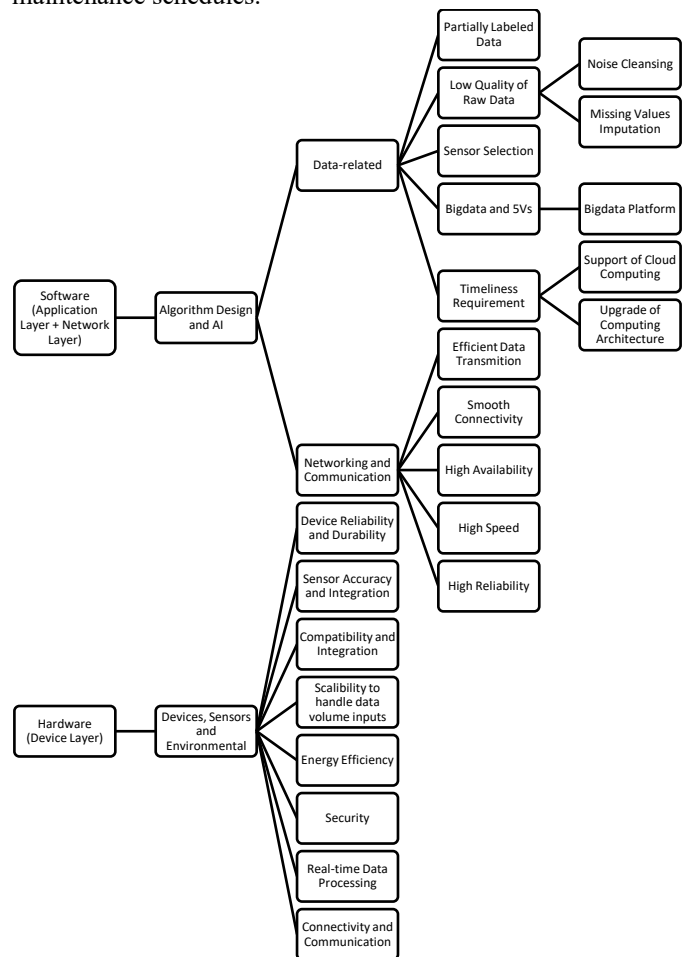 maintenance schedules.
Partially Labeled
Data
Low Quality of
Raw Data
Noise Cleansing
Missing Values
Imputation
Data-related
Sensor Selection
Bigdata and 5Vs
Bigdata Platform
Timeliness
Requirement
Support of Cloud
Computing
Upgrade of
Computing
Architecture
Software
(Application
Layer + Network
Layer)
Algorithm Design
and AI
Efficient Data
Transmition
Smooth
Connectivity
Networking and
Communication
High Availability
High Speed
High Reliability
Device Reliability
and Durability
Sensor Accuracy
and Integration
Compatibility and
Integration
Scalibility to
handle data
volume inputs
Hardware
(Device Layer)
Devices, Sensors
and
Environmental
Energy Efficiency
Security
Real-time Data
Processing
Connectivity and
Communication